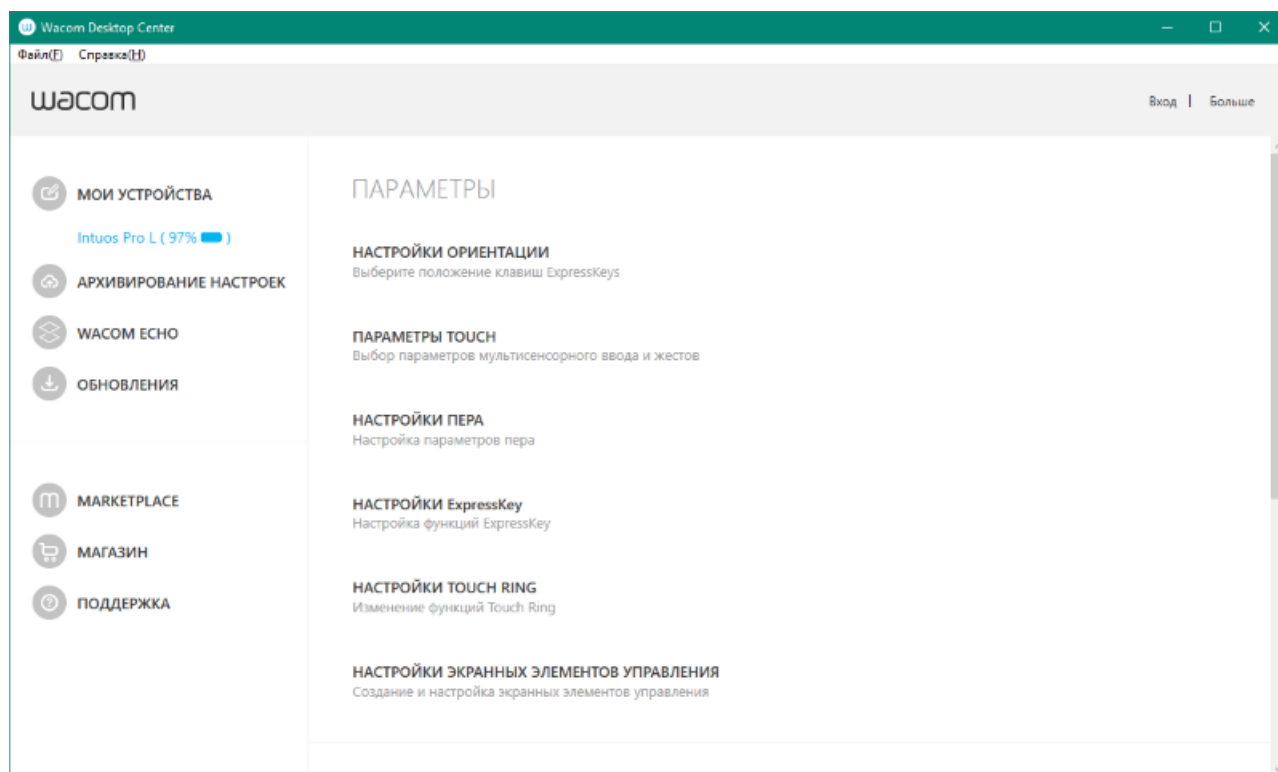 Wacom Desktop Center
Файл(F) Справка(H)
wacom
Вход | Больше
МОИ УСТРОЙСТВА
Intuos Pro L ( 97% )
АРХИВИРОВАНИЕ НАСТРОЕК
WACOM ECHO
ОБНОВЛЕНИЯ
MARKETPLACE
МАГАЗИН
ПОДДЕРЖКА
ПАРАМЕТРЫ
НАСТРОЙКИ ОРИЕНТАЦИИ
Выберите положение клавиш ExpressKeys
ПАРАМЕТРЫ TOUCH
Выбор параметров мультисенсорного ввода и жестов
НАСТРОЙКИ ПЕРА
Настройка параметров пера
НАСТРОЙКИ ExpressKey
Настройка функций ExpressKey
НАСТРОЙКИ TOUCH RING
Изменение функций Touch Ring
НАСТРОЙКИ ЭКРАННЫХ ЭЛЕМЕНТОВ УПРАВЛЕНИЯ
Создание и настройка экранных элементов управления